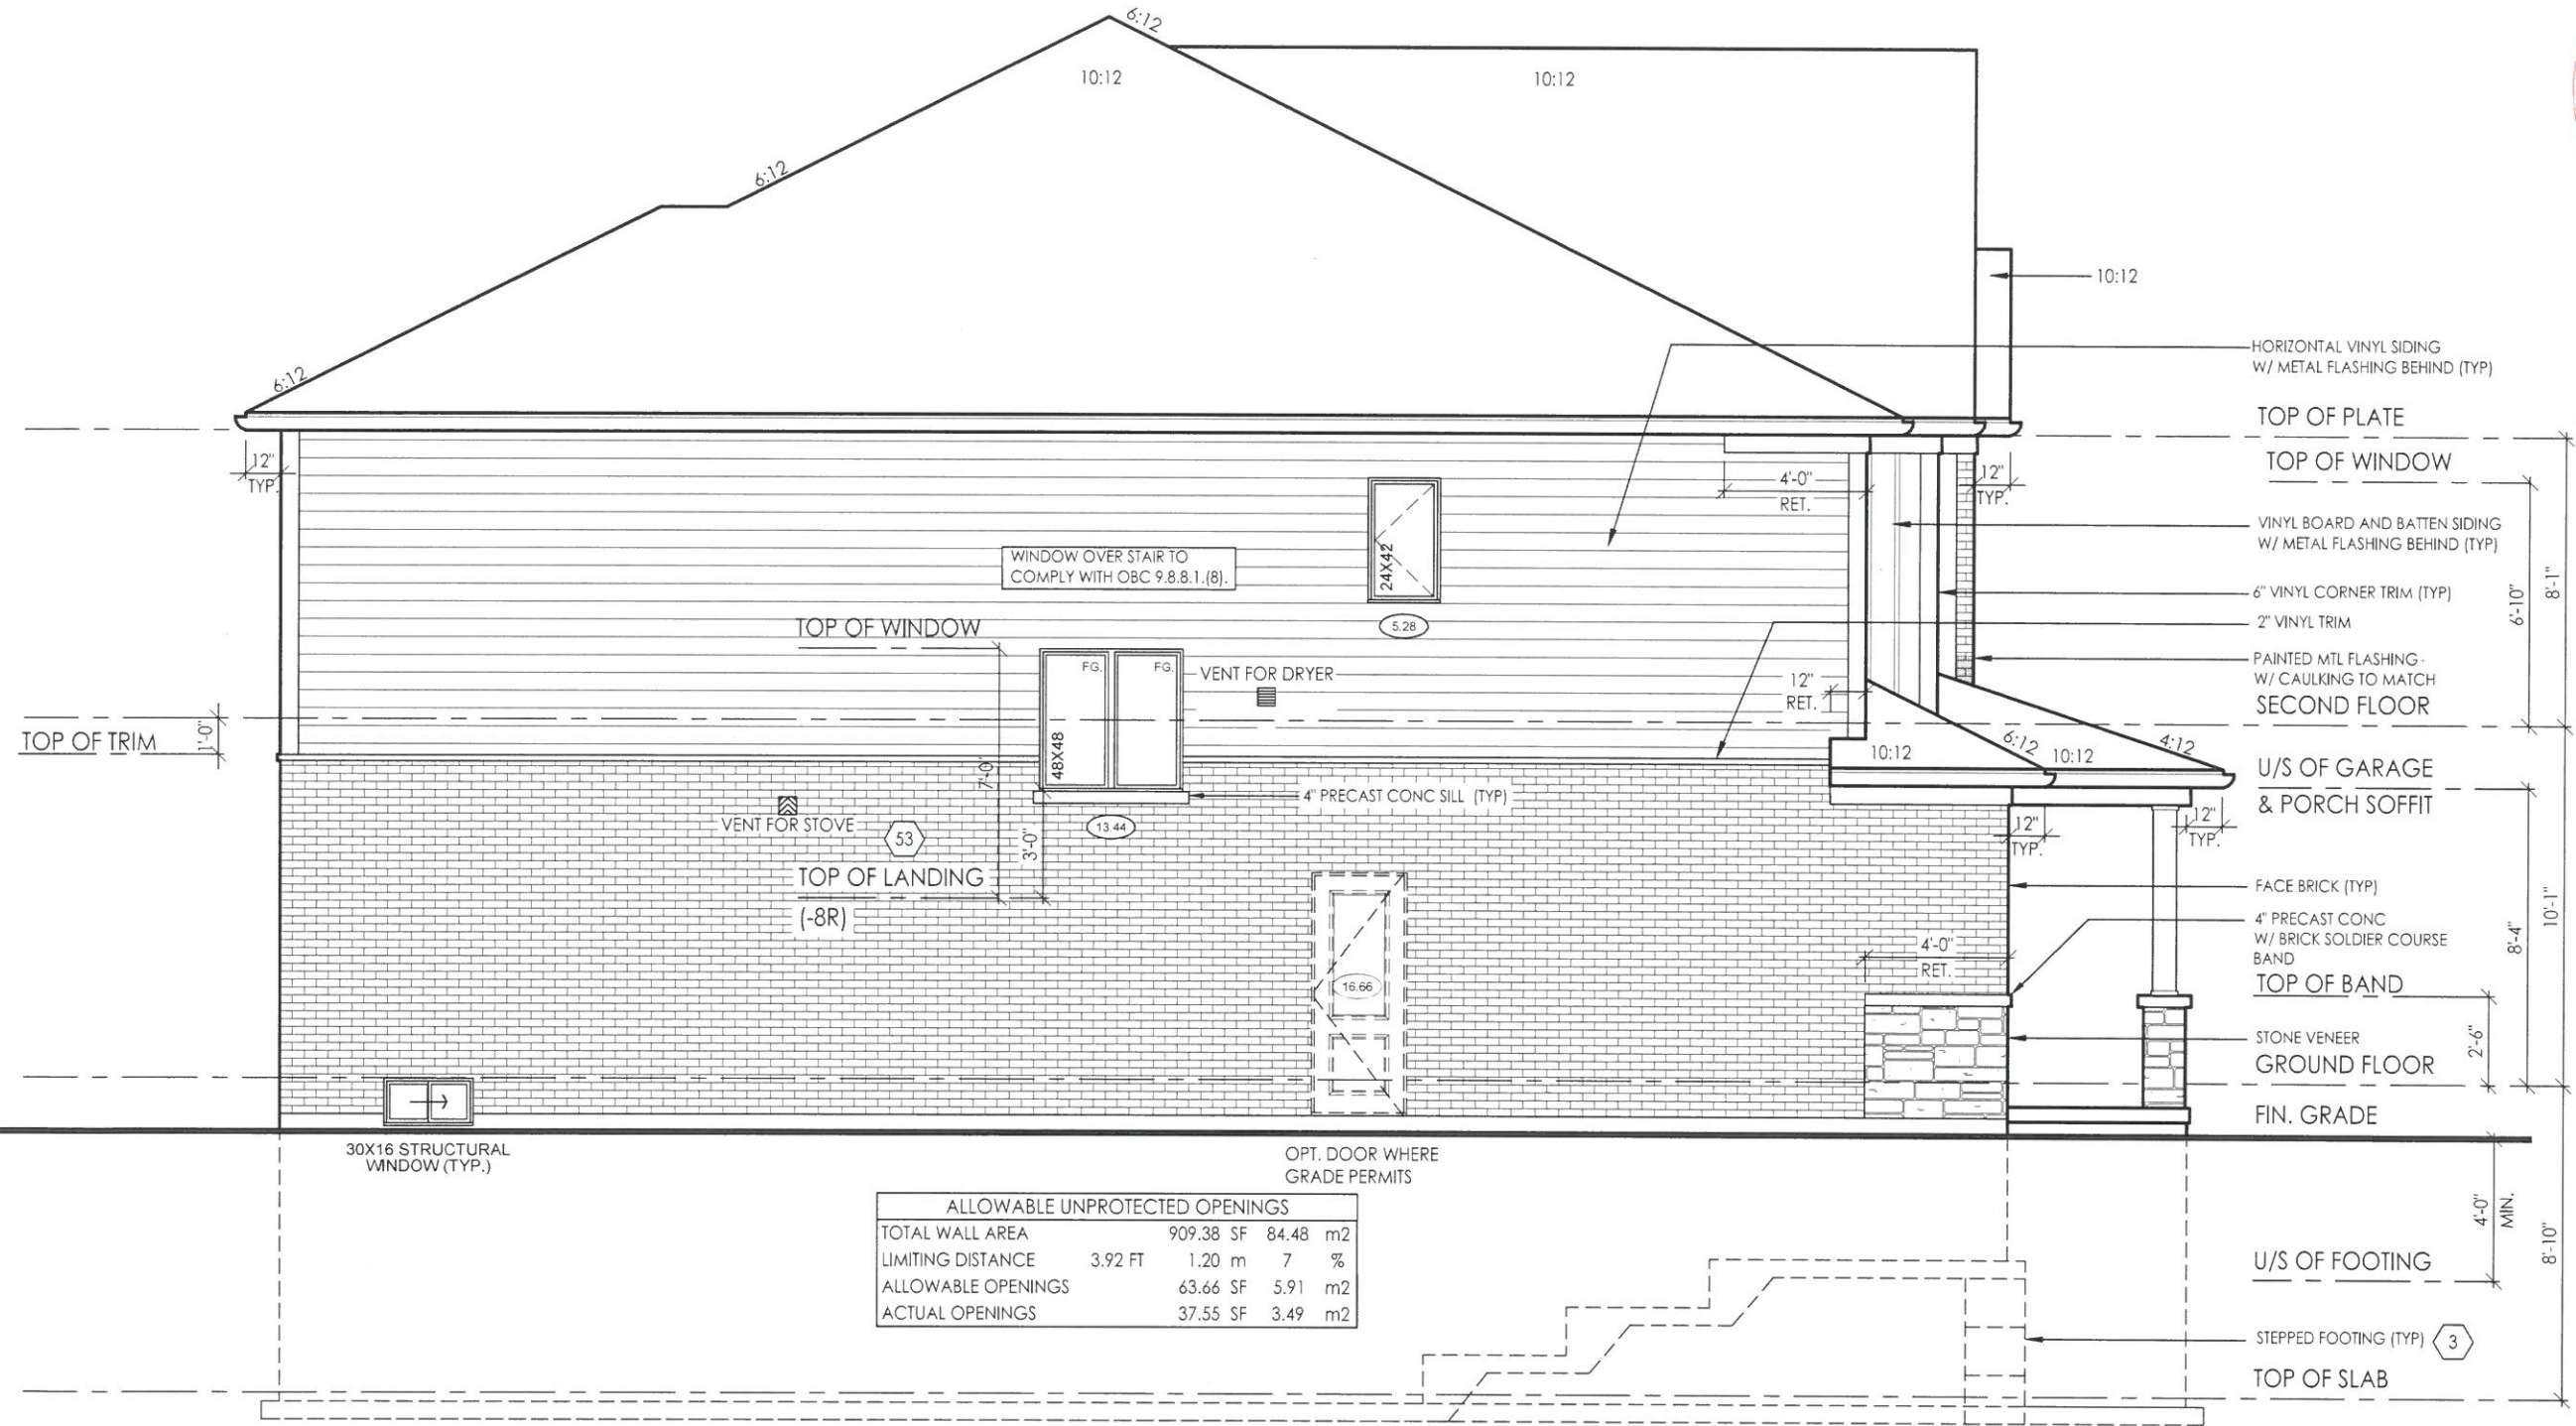 6:12
10:12
10:12
6:12
10:12
6:12
HORIZONTAL VINYL SIDING
W/ METAL FLASHING BEHIND (TYP)
TOP OF PLATE
TOP OF WINDOW
12"
TYP.
4'-0"
RET.
12"
TYP.
VINYL BOARD AND BATTEN SIDING
W/ METAL FLASHING BEHIND (TYP)
24X42
WINDOW OVER STAIR TO
COMPLY WITH OBC 9.8.8.1.(8).
6" VINYL CORNER TRIM (TYP)
6'-10"
8'-1"
5.28
TOP OF WINDOW
2" VINYL TRIM
FG.
FG.
VENT FOR DRYER
12"
RET.
PAINTED MTL FLASHING
W/ CAULKING TO MATCH
SECOND FLOOR
TOP OF TRIM
1'-0"
48X48
7'-0"
10:12
6:12
10:12
4:12
U/S OF GARAGE
& PORCH SOFFIT
4" PRECAST CONC SILL (TYP)
VENT FOR STOVE
53
13.44
3'-0"
12"
TYP.
12"
TYP.
TOP OF LANDING
(-8R)
FACE BRICK (TYP)
4" PRECAST CONC
W/ BRICK SOLDIER COURSE
BAND
8'-4"
10'-1"
4'-0"
RET.
TOP OF BAND
16.66
STONE VENEER
GROUND FLOOR
2'-6"
FIN. GRADE
30X16 STRUCTURAL
WINDOW (TYP.)
OPT. DOOR WHERE
GRADE PERMITS
ALLOWABLE UNPROTECTED OPENINGS
TOTAL WALL AREA 909.38 SF 84.48 m2
LIMITING DISTANCE 3.92 FT 1.20 m 7 %
ALLOWABLE OPENINGS 63.66 SF 5.91 m2
ACTUAL OPENINGS 37.55 SF 3.49 m2
4'-0"
MIN.
8'-10"
U/S OF FOOTING
STEPPED FOOTING (TYP) 3
TOP OF SLAB